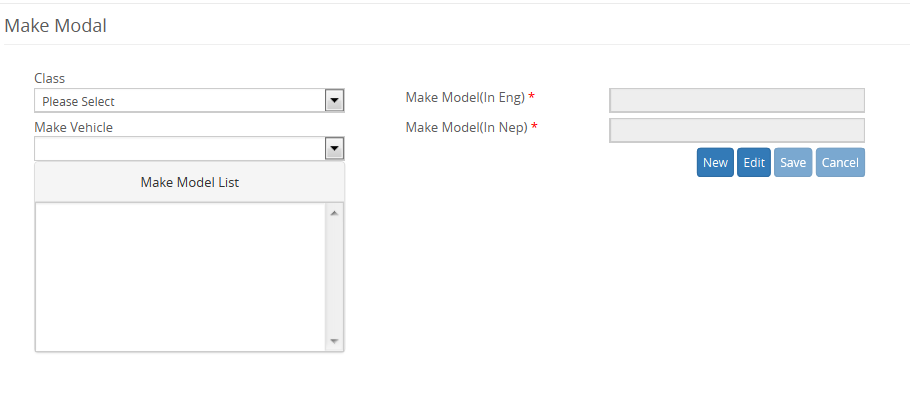 Make Modal
Class
Please Select
Make Vehicle
Make Model List
Make Model(In Eng) *
Make Model(In Nep) *
New Edit Save Cancel